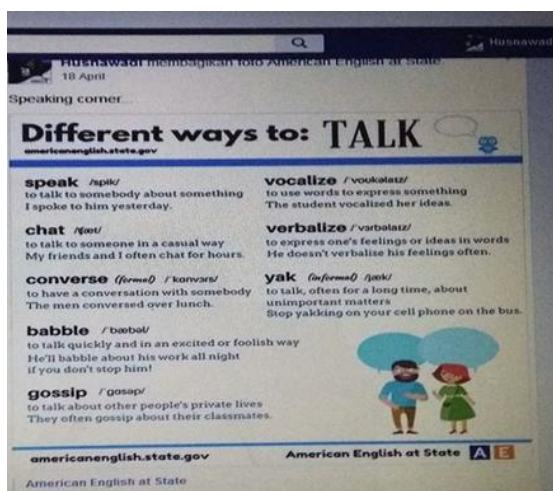 Husnawadi
Husnawadi membagikan foto American English at State
18 April
Speaking corner...
Different ways to: TALK
americanenglish.state.gov
speak /spik/
to talk to somebody about something
I spoke to him yesterday.
chat /tʃæt/
to talk to someone in a casual way
My friends and I often chat for hours.
converse (formal) /ˈkɑnvɜrs/
to have a conversation with somebody
The men conversed over lunch.
babble /ˈbæbəl/
to talk quickly and in an excited or foolish way
He'll babble about his work all night
if you don't stop him!
gossip /ˈgɑsəp/
to talk about other people's private lives
They often gossip about their classmates.
vocalize /ˈvoʊkəlaɪz/
to use words to express something
The student vocalized her ideas.
verbalize /ˈvɜrbəlaɪz/
to express one's feelings or ideas in words
He doesn't verbalise his feelings often.
yak (informal) /jæk/
to talk, often for a long time, about
unimportant matters
Stop yakking on your cell phone on the bus.
americanenglish.state.gov
American English at State A E
American English at State